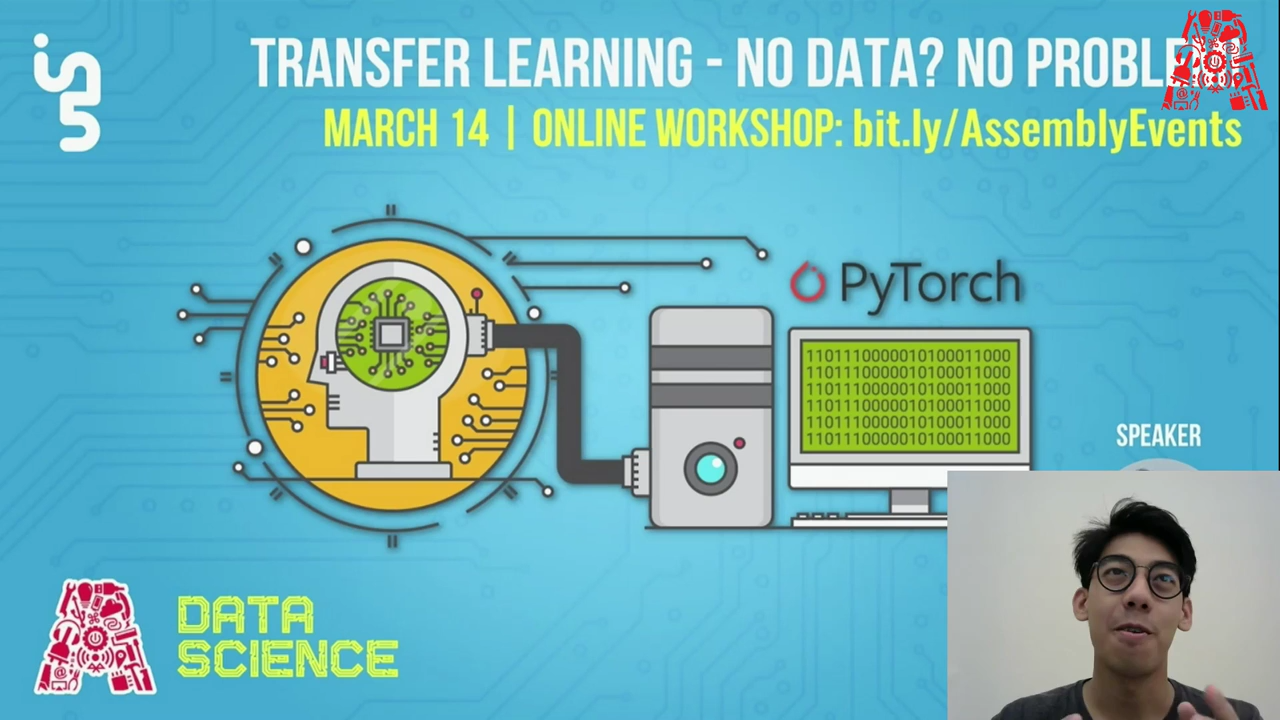 TRANSFER LEARNING - NO DATA? NO PROBLE
MARCH 14 | ONLINE WORKSHOP: bit.ly/AssemblyEvents
PyTorch
1101110000010100011000
1101110000010100011000
1101110000010100011000
1101110000010100011000
1101110000010100011000
1101110000010100011000
SPEAKER
DATA
SCIENCE